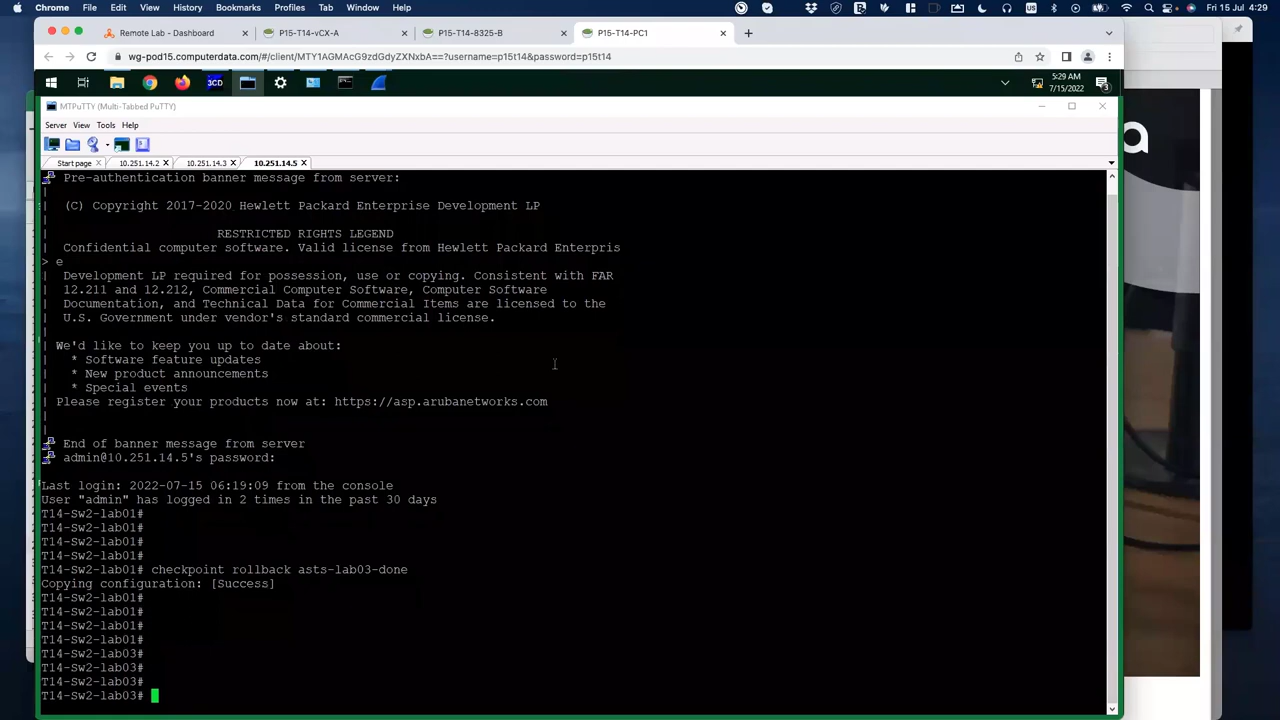 Chrome File Edit View History Bookmarks Profiles Tab Window Help
Fri 15 Jul 4:29
Remote Lab - Dashboard
P15-T14-vCX-A
P15-T14-8325-B
P15-T14-PC1
wg-pod15.computerdata.com/#/client/MTY1AGMAcG9zdGdyZXNxbA==?username=p15t14&password=p15t14
3CD
5:29 AM
7/15/2022
3
MTPuTTY (Multi-Tabbed PuTTY)
Server View Tools Help
Start page
10.251.14.2
10.251.14.3
10.251.14.5
Pre-authentication banner message from server:
|
| (C) Copyright 2017-2020 Hewlett Packard Enterprise Development LP
|
| RESTRICTED RIGHTS LEGEND
| Confidential computer software. Valid license from Hewlett Packard Enterpris
> e
| Development LP required for possession, use or copying. Consistent with FAR
| 12.211 and 12.212, Commercial Computer Software, Computer Software
| Documentation, and Technical Data for Commercial Items are licensed to the
| U.S. Government under vendor's standard commercial license.
|
| We'd like to keep you up to date about:
|   * Software feature updates
|   * New product announcements
|   * Special events
| Please register your products now at: https://asp.arubanetworks.com
|
|
End of banner message from server
admin@10.251.14.5's password:
Last login: 2022-07-15 06:19:09 from the console
User "admin" has logged in 2 times in the past 30 days
T14-Sw2-lab01#
T14-Sw2-lab01#
T14-Sw2-lab01#
T14-Sw2-lab01#
T14-Sw2-lab01# checkpoint rollback asts-lab03-done
Copying configuration: [Success]
T14-Sw2-lab01#
T14-Sw2-lab01#
T14-Sw2-lab01#
T14-Sw2-lab01#
T14-Sw2-lab03#
T14-Sw2-lab03#
T14-Sw2-lab03#
T14-Sw2-lab03#